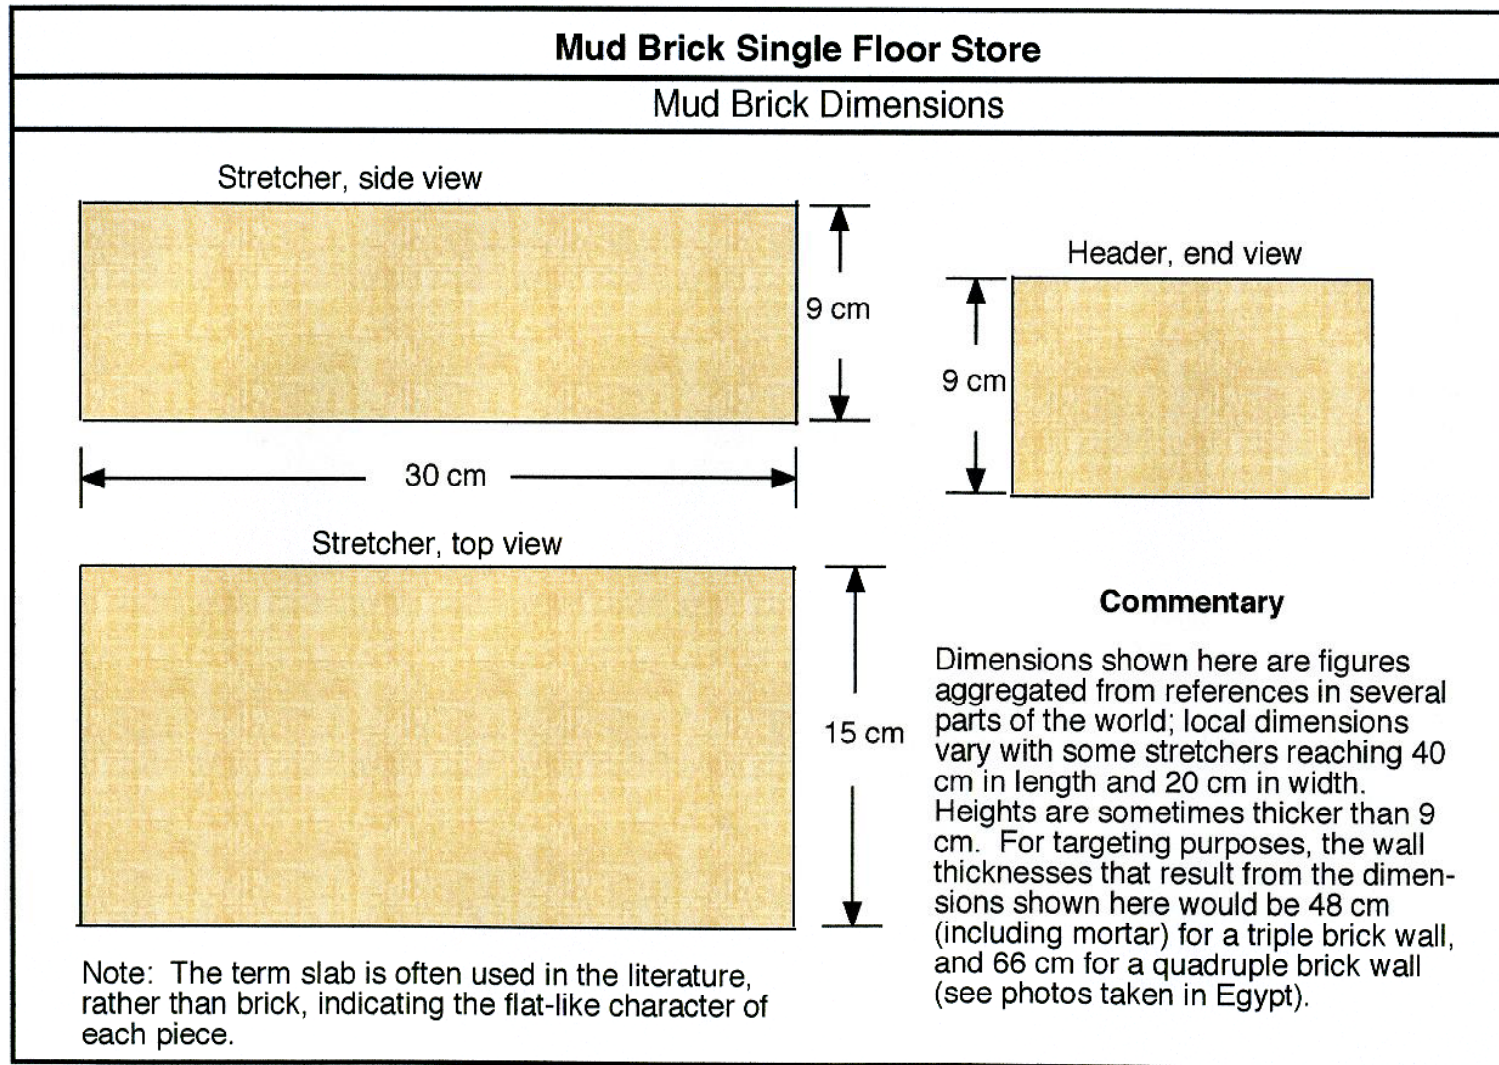 Mud Brick Single Floor Store
Mud Brick Dimensions
Stretcher, side view
9 cm
30 cm
Header, end view
9 cm
Stretcher, top view
15 cm
Note: The term slab is often used in the literature,
rather than brick, indicating the flat-like character of
each piece.
Commentary
Dimensions shown here are figures
aggregated from references in several
parts of the world; local dimensions
vary with some stretchers reaching 40
cm in length and 20 cm in width.
Heights are sometimes thicker than 9
cm. For targeting purposes, the wall
thicknesses that result from the dimen-
sions shown here would be 48 cm
(including mortar) for a triple brick wall,
and 66 cm for a quadruple brick wall
(see photos taken in Egypt).